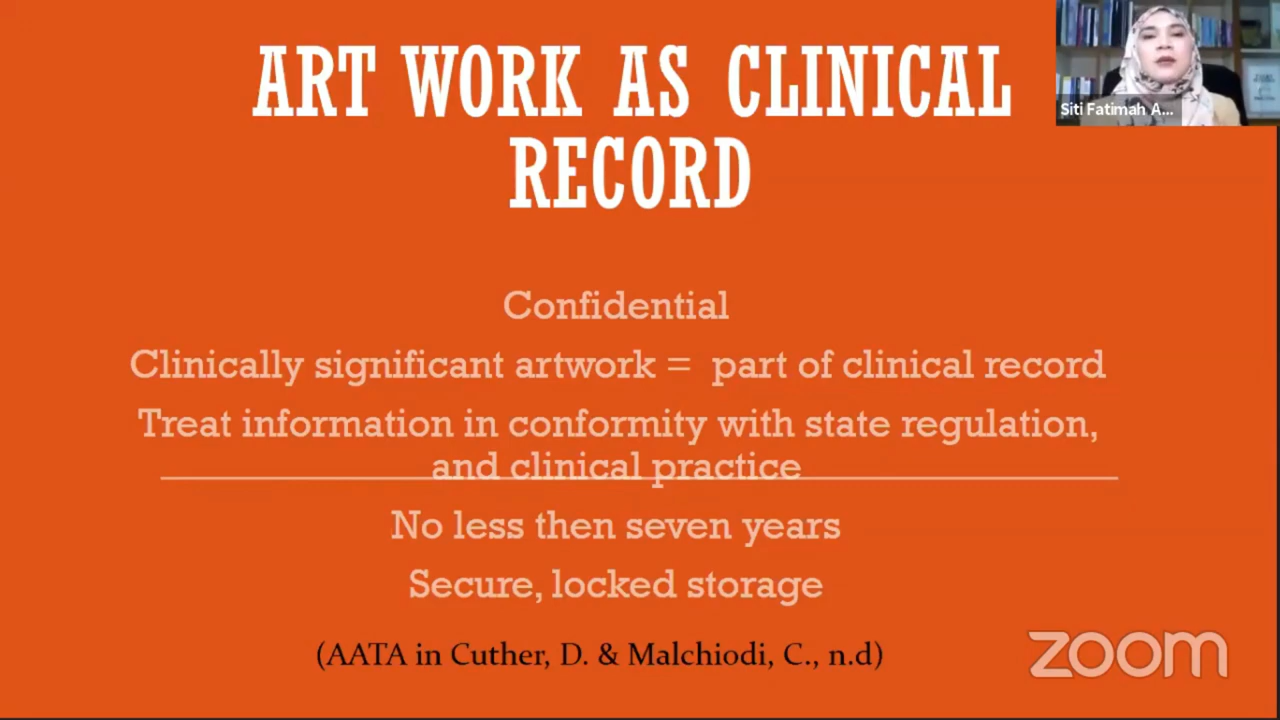 ART WORK AS CLINICAL
RECORD
Siti Fatimah A...
Confidential
Clinically significant artwork = part of clinical record
Treat information in conformity with state regulation,
and clinical practice
No less then seven years
Secure, locked storage
(AATA in Cuther, D. & Malchiodi, C., n.d)
zoom